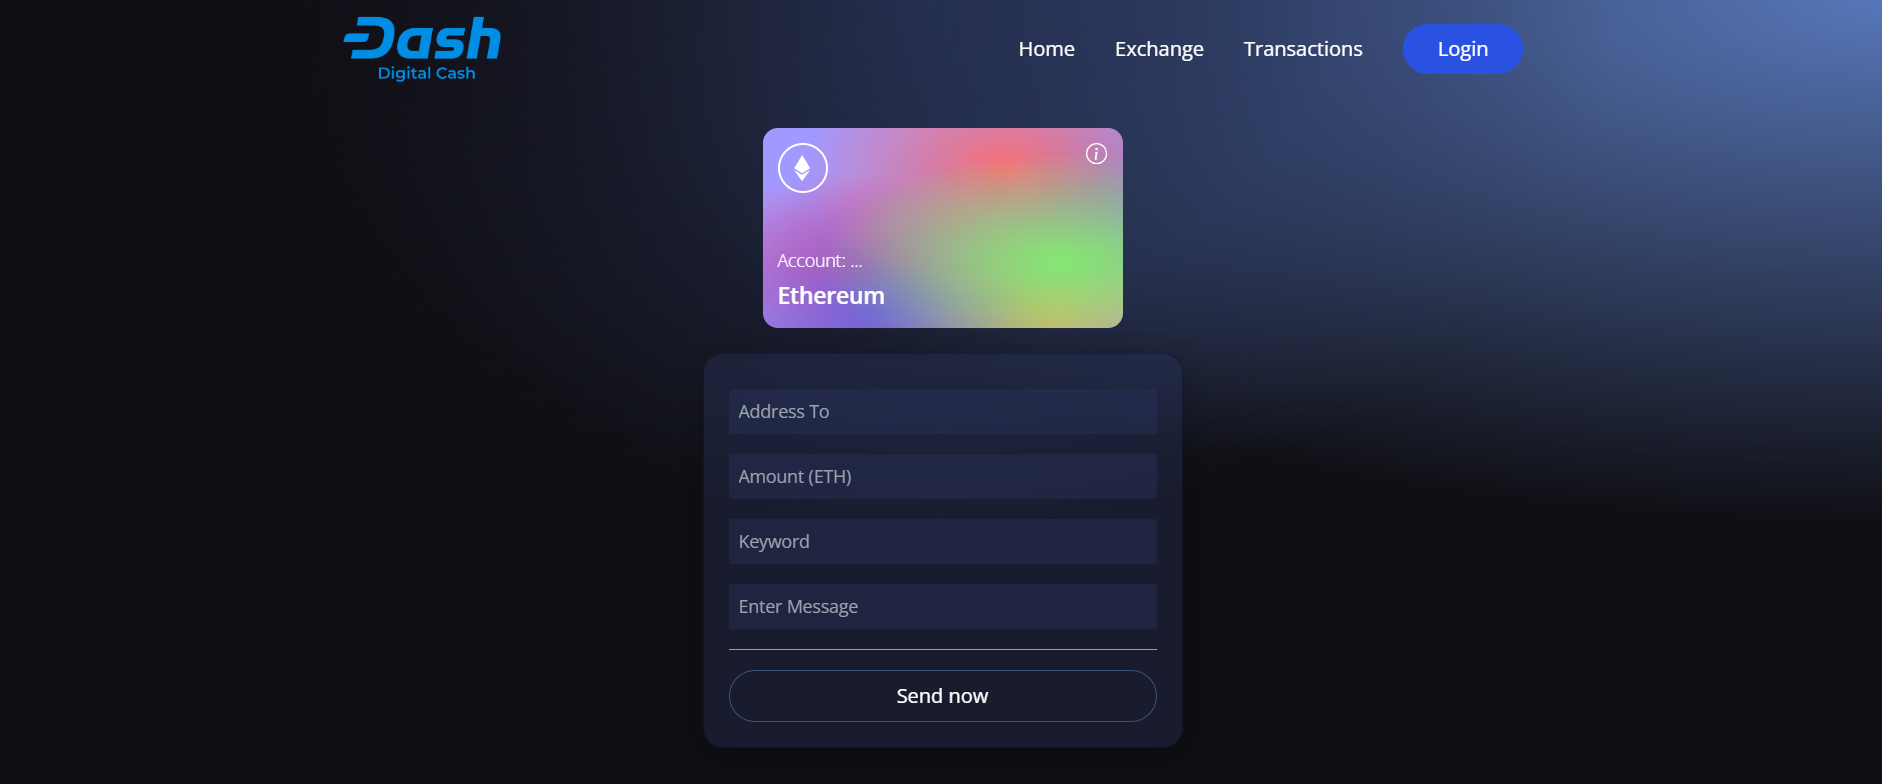 Dash
Digital Cash
Home Exchange Transactions Login
Account: ...
Ethereum
Address To
Amount (ETH)
Keyword
Enter Message
Send now